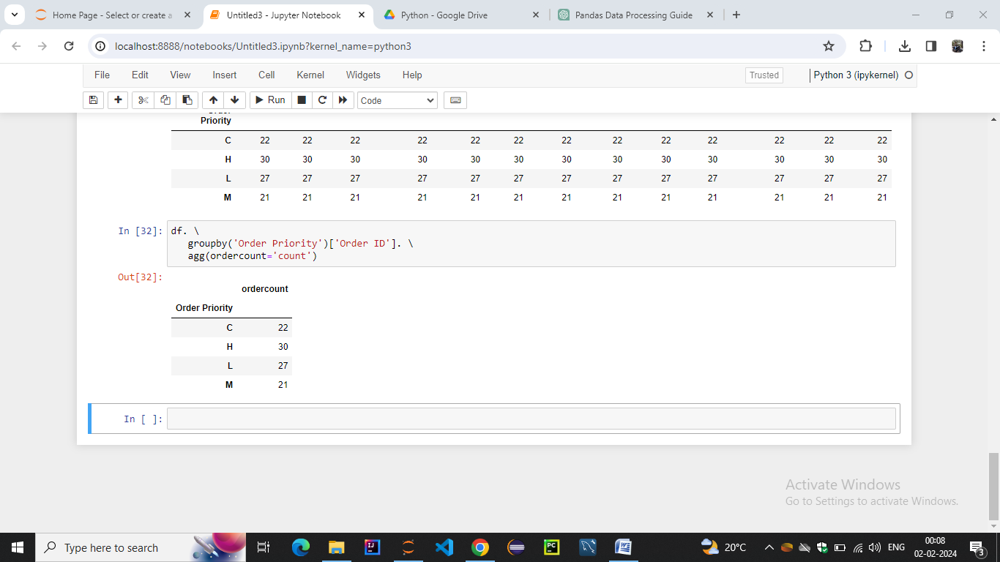 Home Page - Select or create a
Untitled3 - Jupyter Notebook
Python - Google Drive
Pandas Data Processing Guide
localhost:8888/notebooks/Untitled3.ipynb?kernel_name=python3
File Edit View Insert Cell Kernel Widgets Help
Trusted
Python 3 (ipykernel)
Run
Code
Priority
C 22 22 22 22 22 22 22 22 22 22 22 22 22
H 30 30 30 30 30 30 30 30 30 30 30 30 30
L 27 27 27 27 27 27 27 27 27 27 27 27 27
M 21 21 21 21 21 21 21 21 21 21 21 21 21
In [32]: df. \
groupby('Order Priority')['Order ID']. \
agg(ordercount='count')
Out[32]:
ordercount
Order Priority
C 22
H 30
L 27
M 21
In [ ]:
Activate Windows
Go to Settings to activate Windows.
Type here to search
IJ
PC
20°C
ENG
00:08
02-02-2024
3